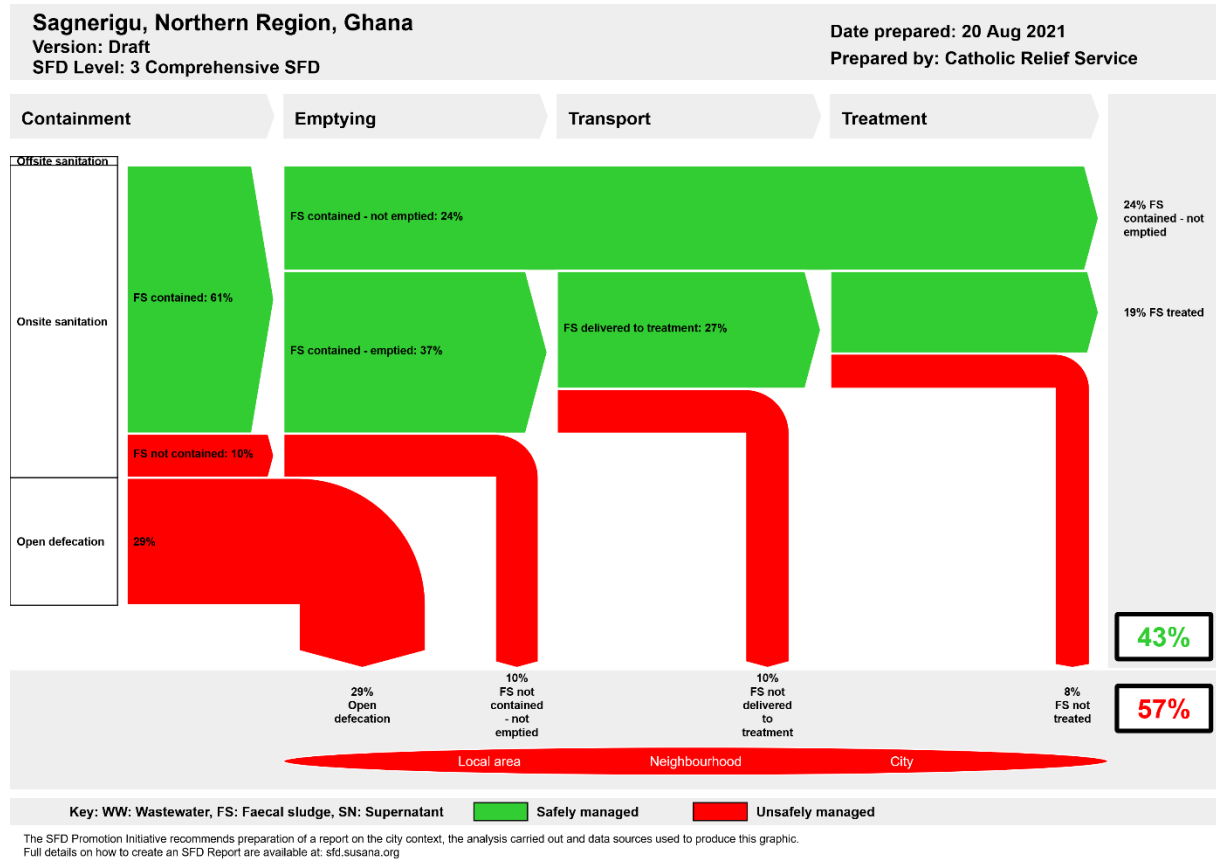 Sagnerigu, Northern Region, Ghana
Version: Draft
SFD Level: 3 Comprehensive SFD
Date prepared: 20 Aug 2021
Prepared by: Catholic Relief Service
Containment
Emptying
Transport
Treatment
Offsite sanitation
Onsite sanitation
Open defecation
FS contained: 61%
FS not contained: 10%
29%
FS contained - not emptied: 24%
FS contained - emptied: 37%
FS delivered to treatment: 27%
24% FS
contained - not
emptied
19% FS treated
43%
57%
29%
Open
defecation
10%
FS not
contained
- not
emptied
10%
FS not
delivered
to
treatment
8%
FS not
treated
Local area
Neighbourhood
City
Key: WW: Wastewater, FS: Faecal sludge, SN: Supernatant
Safely managed
Unsafely managed
The SFD Promotion Initiative recommends preparation of a report on the city context, the analysis carried out and data sources used to produce this graphic.
Full details on how to create an SFD Report are available at: sfd.susana.org